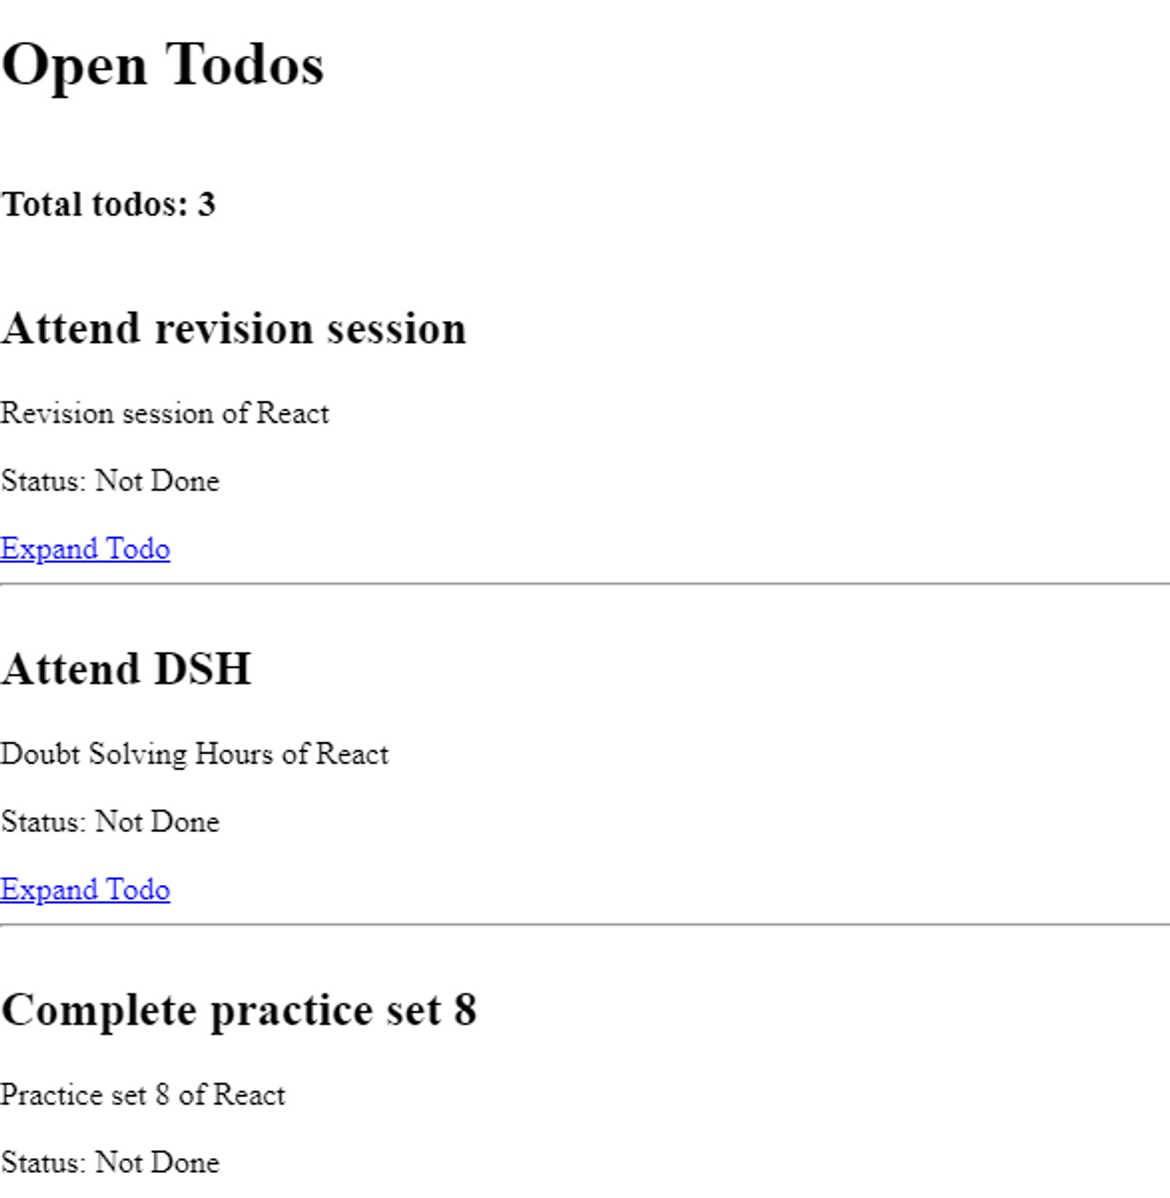 Open Todos
Total todos: 3
Attend revision session
Revision session of React
Status: Not Done
Expand Todo
Attend DSH
Doubt Solving Hours of React
Status: Not Done
Expand Todo
Complete practice set 8
Practice set 8 of React
Status: Not Done